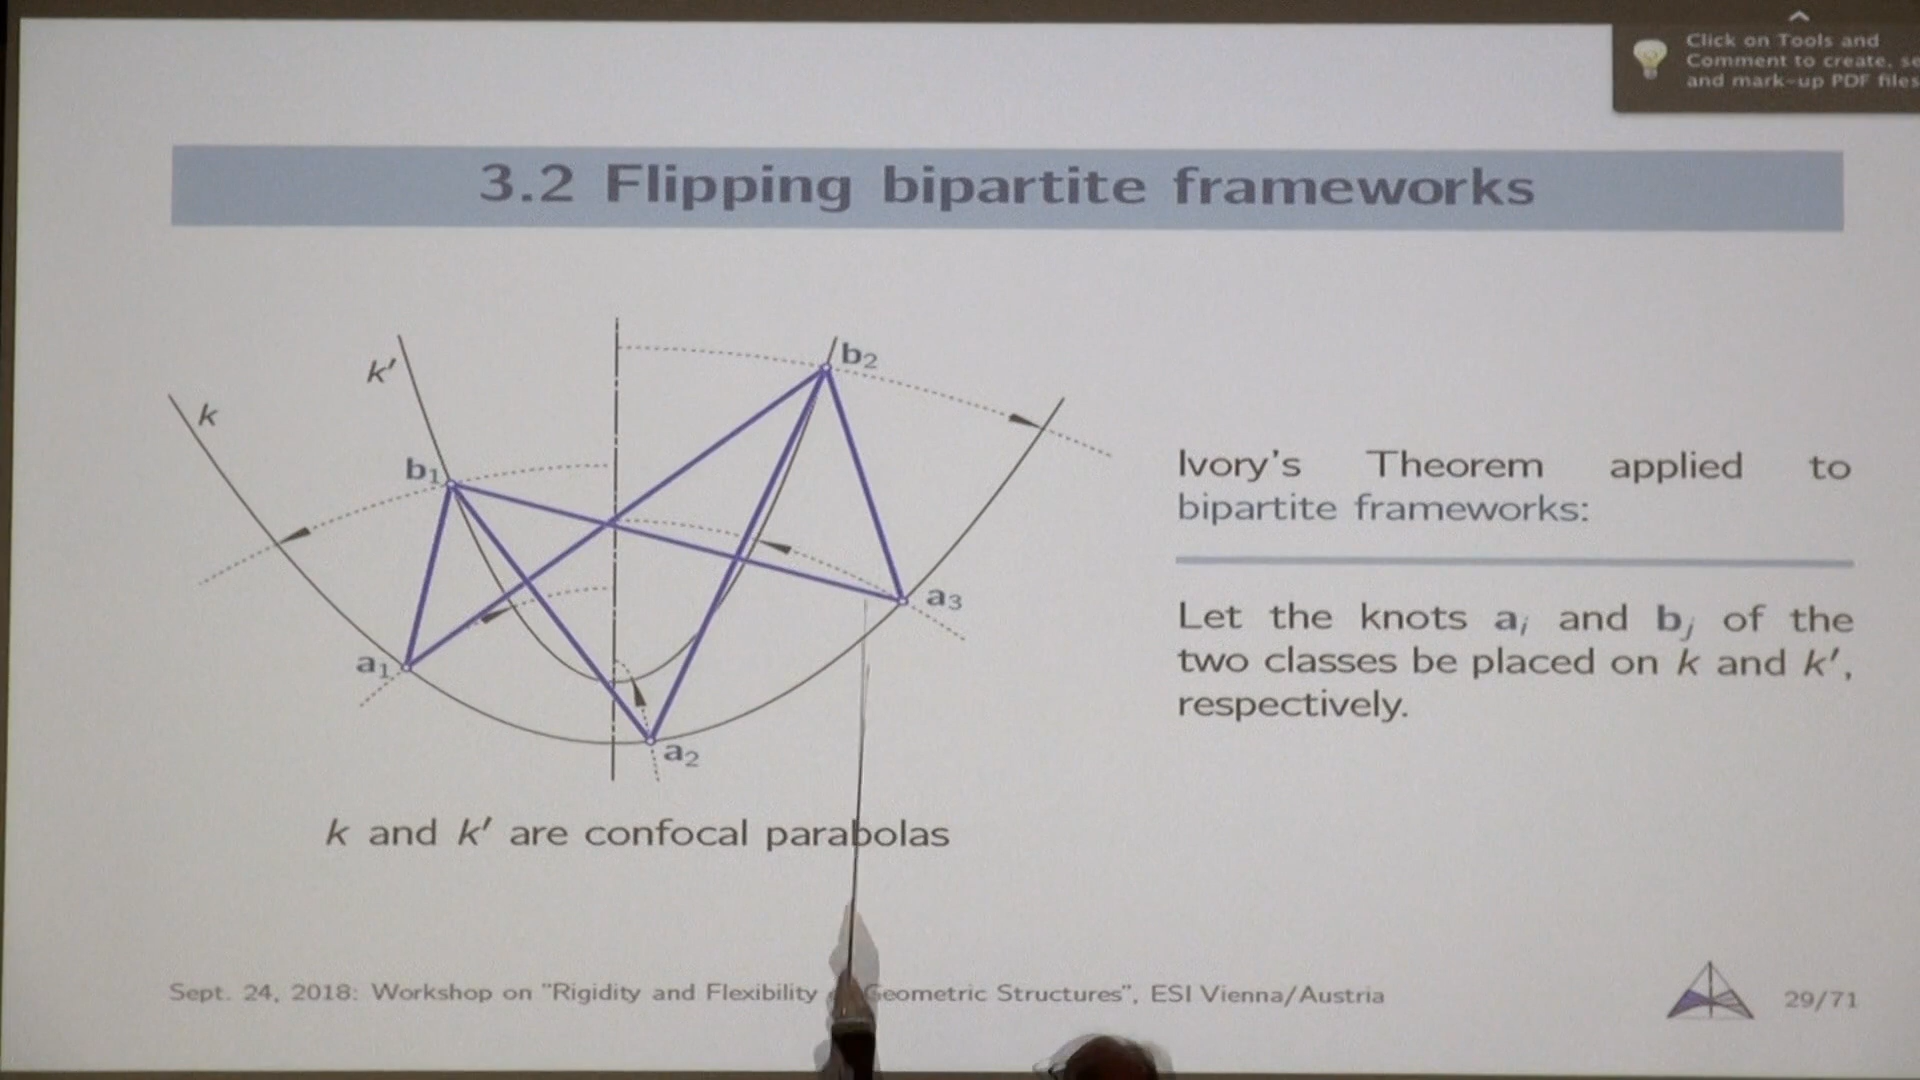 Click on Tools and
Comment to create, se
and mark-up PDF files
3.2 Flipping bipartite frameworks
k
k′
b1
b2
a1
a2
a3
k and k′ are confocal parabolas
Ivory's Theorem applied to
bipartite frameworks:
Let the knots ai and bj of the
two classes be placed on k and k′,
respectively.
Sept. 24, 2018: Workshop on "Rigidity and Flexibility Geometric Structures", ESI Vienna/Austria
29/71